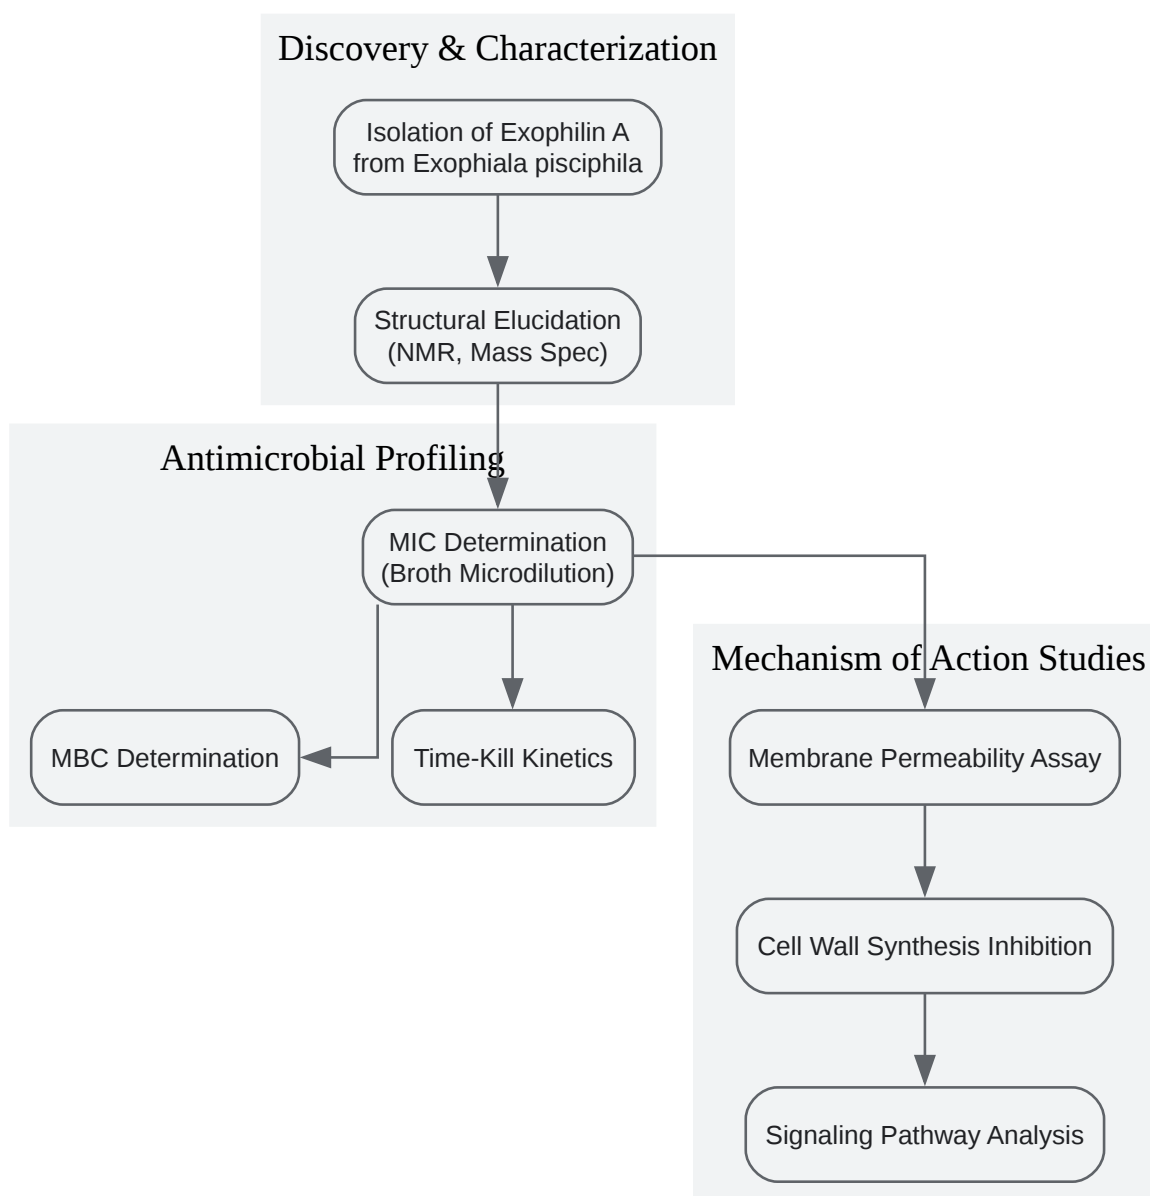 Discovery & Characterization
Isolation of Exophilin A
from Exophiala pisciphila
Structural Elucidation
(NMR, Mass Spec)
Antimicrobial Profiling
MIC Determination
(Broth Microdilution)
MBC Determination
Time-Kill Kinetics
Mechanism of Action Studies
Membrane Permeability Assay
Cell Wall Synthesis Inhibition
Signaling Pathway Analysis